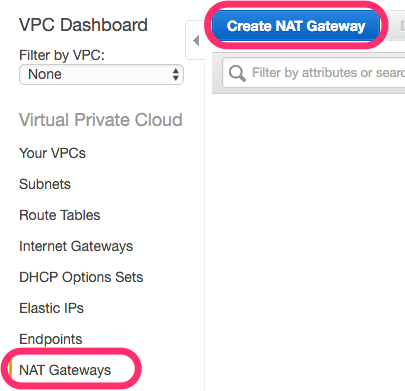 VPC Dashboard
Filter by VPC:
None
Virtual Private Cloud
Your VPCs
Subnets
Route Tables
Internet Gateways
DHCP Options Sets
Elastic IPs
Endpoints
NAT Gateways
Create NAT Gateway
Filter by attributes or searc